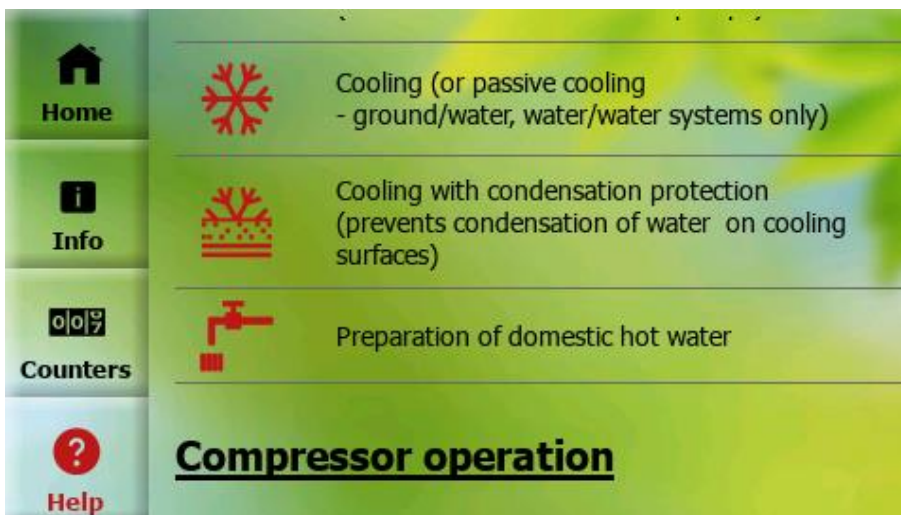 Home
Cooling (or passive cooling
- ground/water, water/water systems only)
Info
Cooling with condensation protection
(prevents condensation of water on cooling
surfaces)
Counters
Preparation of domestic hot water
Help
Compressor operation